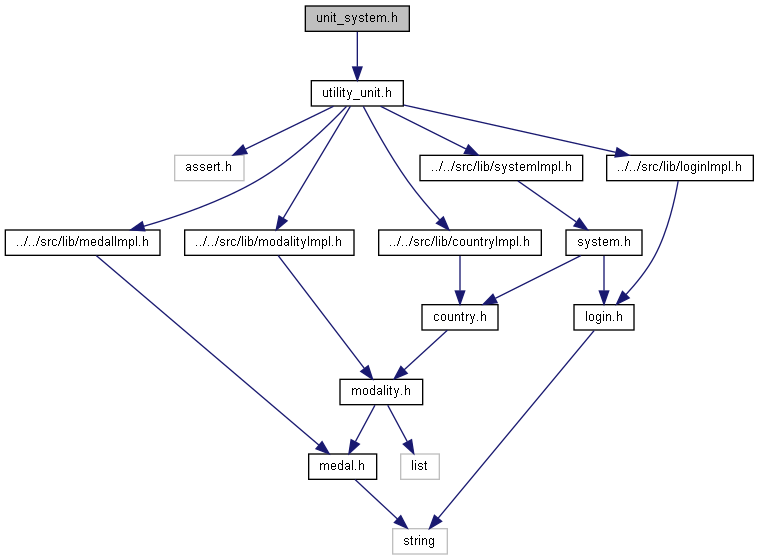 unit_system.h
utility_unit.h
assert.h
../../src/lib/systemImpl.h
../../src/lib/loginImpl.h
../../src/lib/medalImpl.h
../../src/lib/modalityImpl.h
../../src/lib/countryImpl.h
system.h
country.h
login.h
modality.h
medal.h
list
string